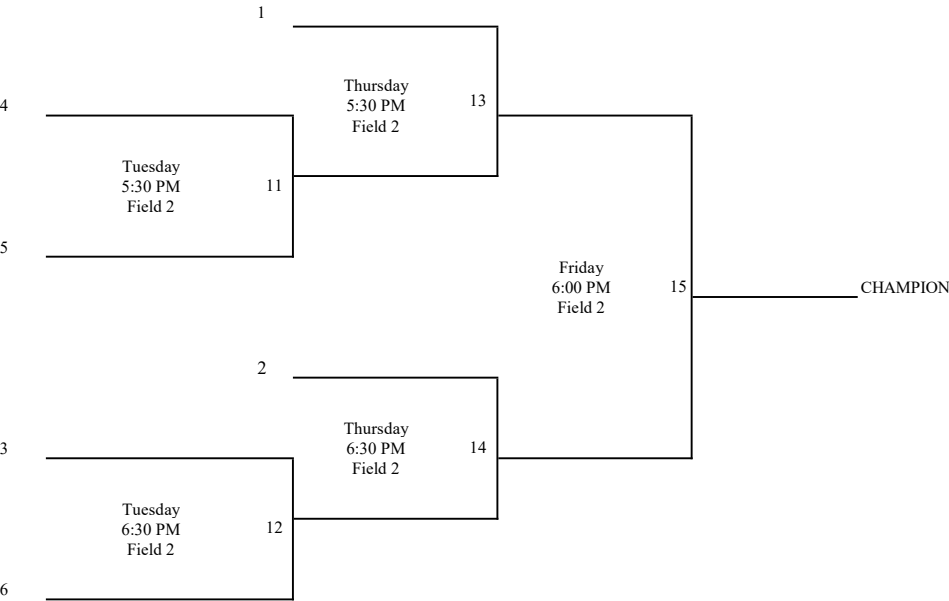 1
Thursday
5:30 PM
Field 2
13
4
Tuesday
5:30 PM
Field 2
11
5
Friday
6:00 PM
Field 2
15
CHAMPION
2
Thursday
6:30 PM
Field 2
14
3
Tuesday
6:30 PM
Field 2
12
6